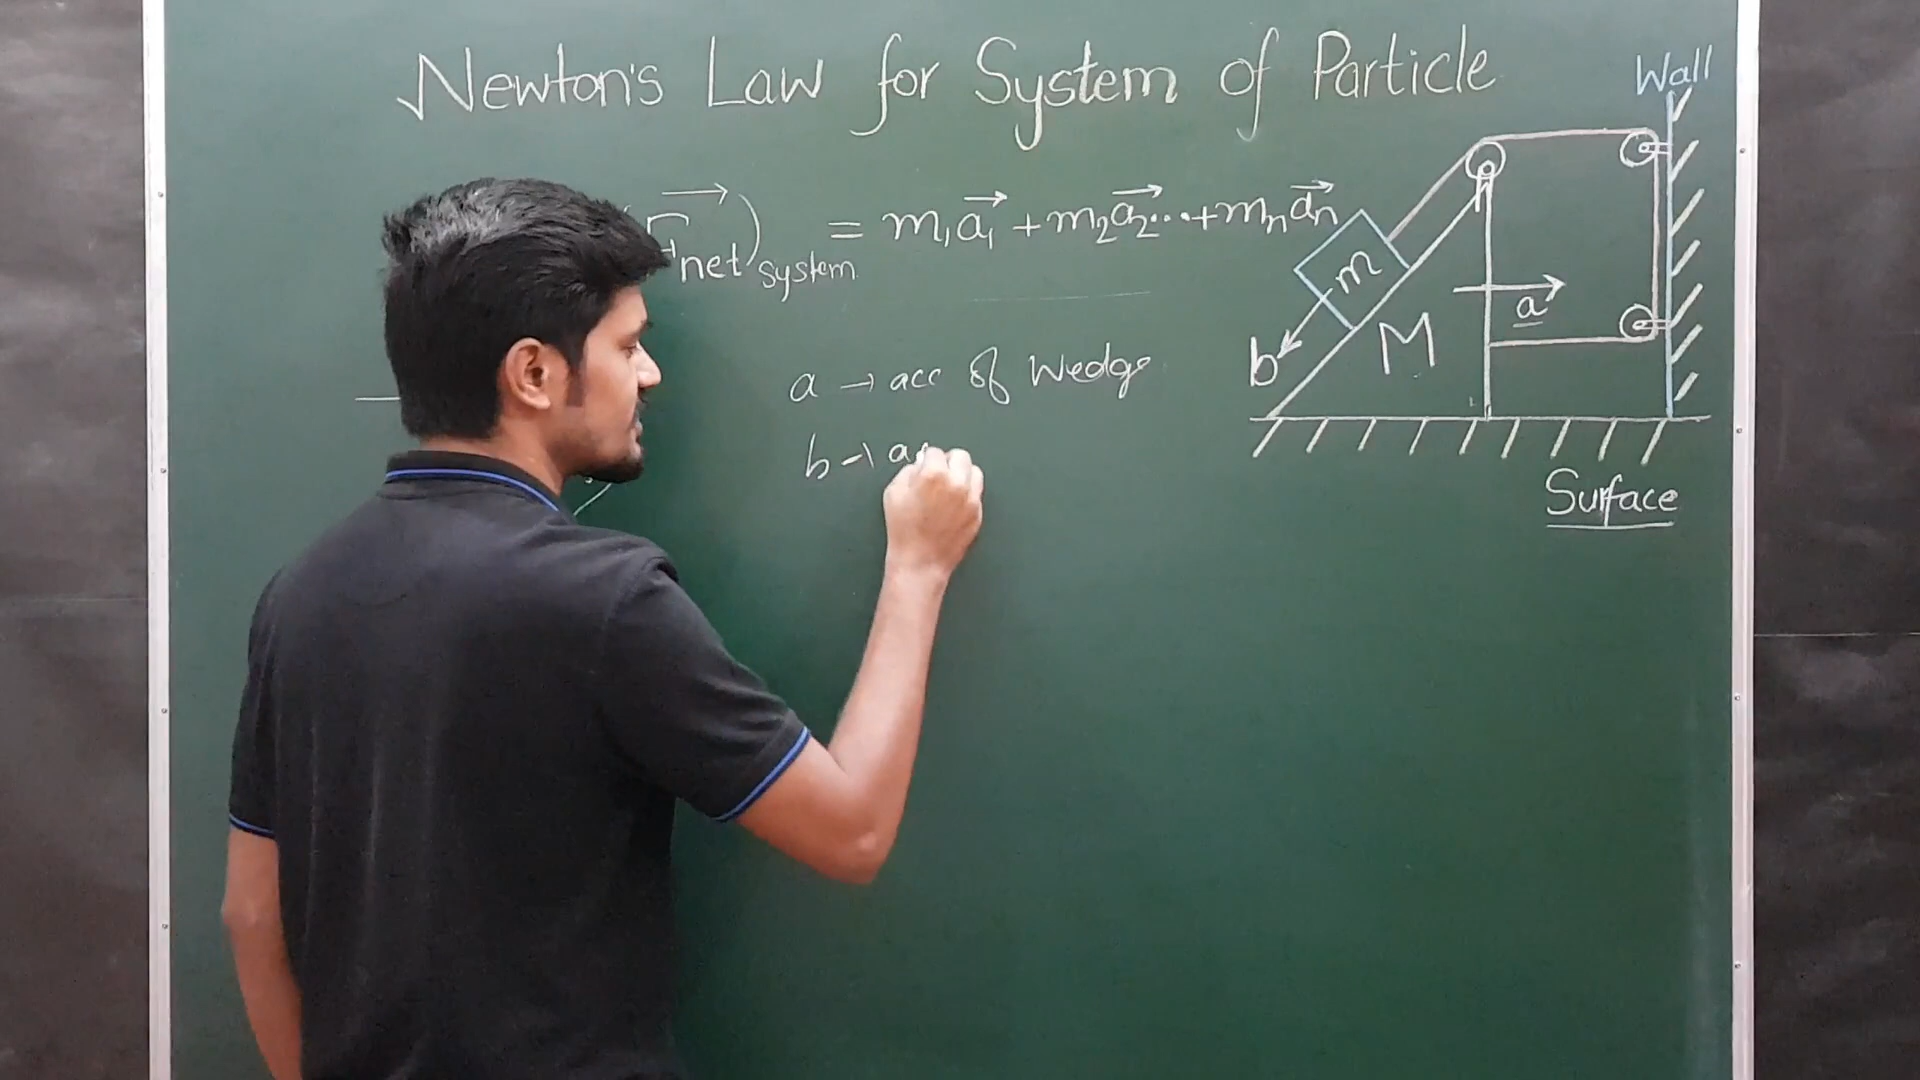 Newton's Law for System of Particle
Wall
net) system = m₁a₁ + m₂a₂...+mₙaₙ
m
a
M
b
a → acc of Wedge
b → a
Surface